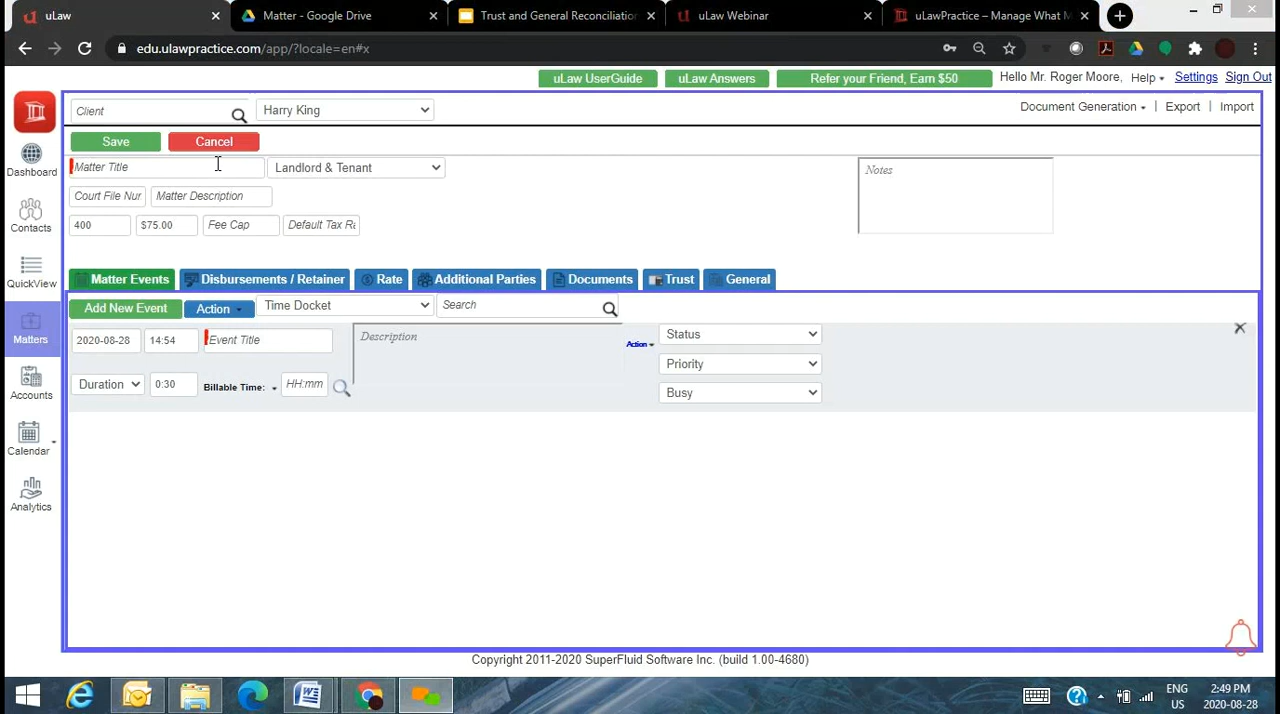 uLaw
Matter - Google Drive
Trust and General Reconciliation
uLaw Webinar
uLawPractice – Manage What M
edu.ulawpractice.com/app/?locale=en#x
uLaw UserGuide
uLaw Answers
Refer your Friend, Earn $50
Hello Mr. Roger Moore,
Help
Settings
Sign Out
Client
Harry King
Document Generation
Export
Import
Save
Cancel
Matter Title
Landlord & Tenant
Notes
Court File Nur
Matter Description
400
$75.00
Fee Cap
Default Tax Ra
Dashboard
Contacts
QuickView
Matters
Accounts
Calendar
Analytics
Matter Events
Disbursements / Retainer
Rate
Additional Parties
Documents
Trust
General
Add New Event
Action
Time Docket
Search
2020-08-28
14:54
Event Title
Description
Action
Status
Priority
Busy
Duration
0:30
Billable Time:
HH:mm
Copyright 2011-2020 SuperFluid Software Inc. (build 1.00-4680)
ENG
US
2:49 PM
2020-08-28